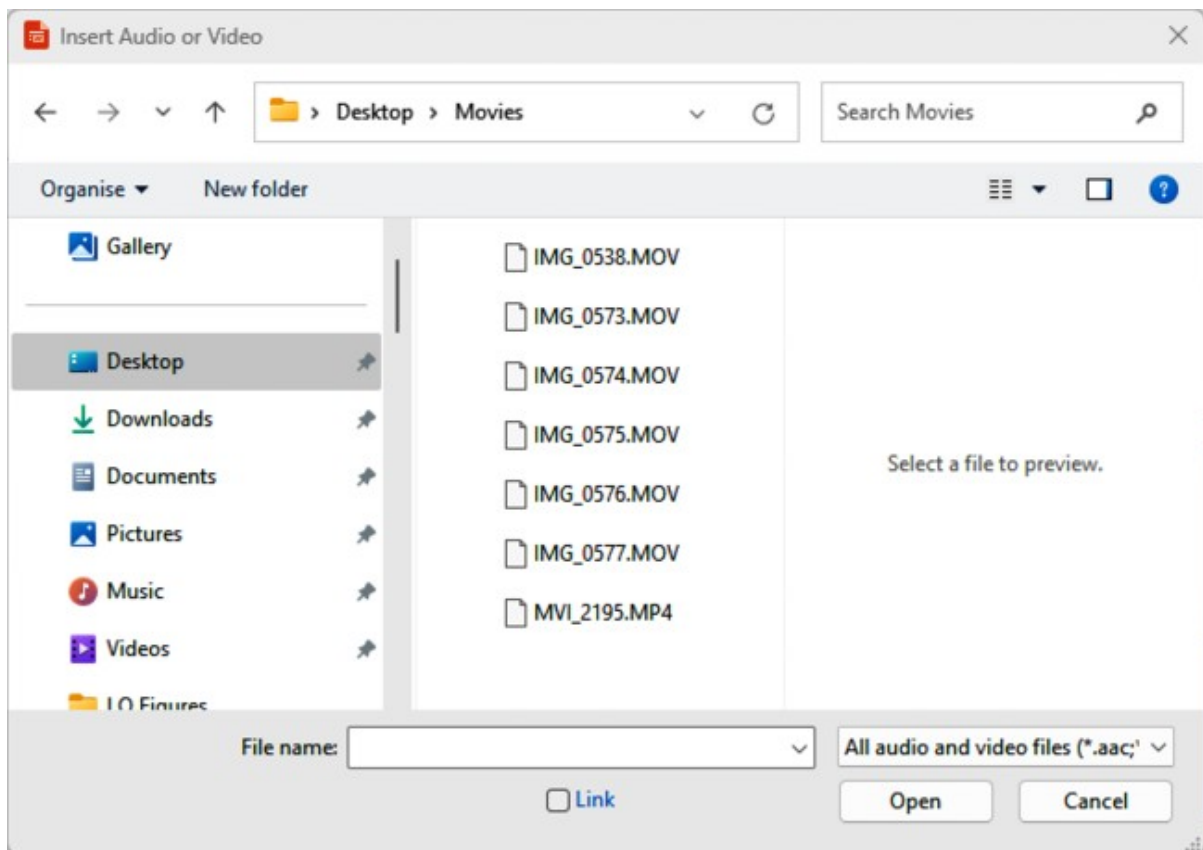 Insert Audio or Video
Desktop > Movies
Search Movies
Organise
New folder
Gallery
Desktop
Downloads
Documents
Pictures
Music
Videos
LO Figures
IMG_0538.MOV
IMG_0573.MOV
IMG_0574.MOV
IMG_0575.MOV
IMG_0576.MOV
IMG_0577.MOV
MVI_2195.MP4
Select a file to preview.
File name:
All audio and video files (*.aac;
Link
Open
Cancel